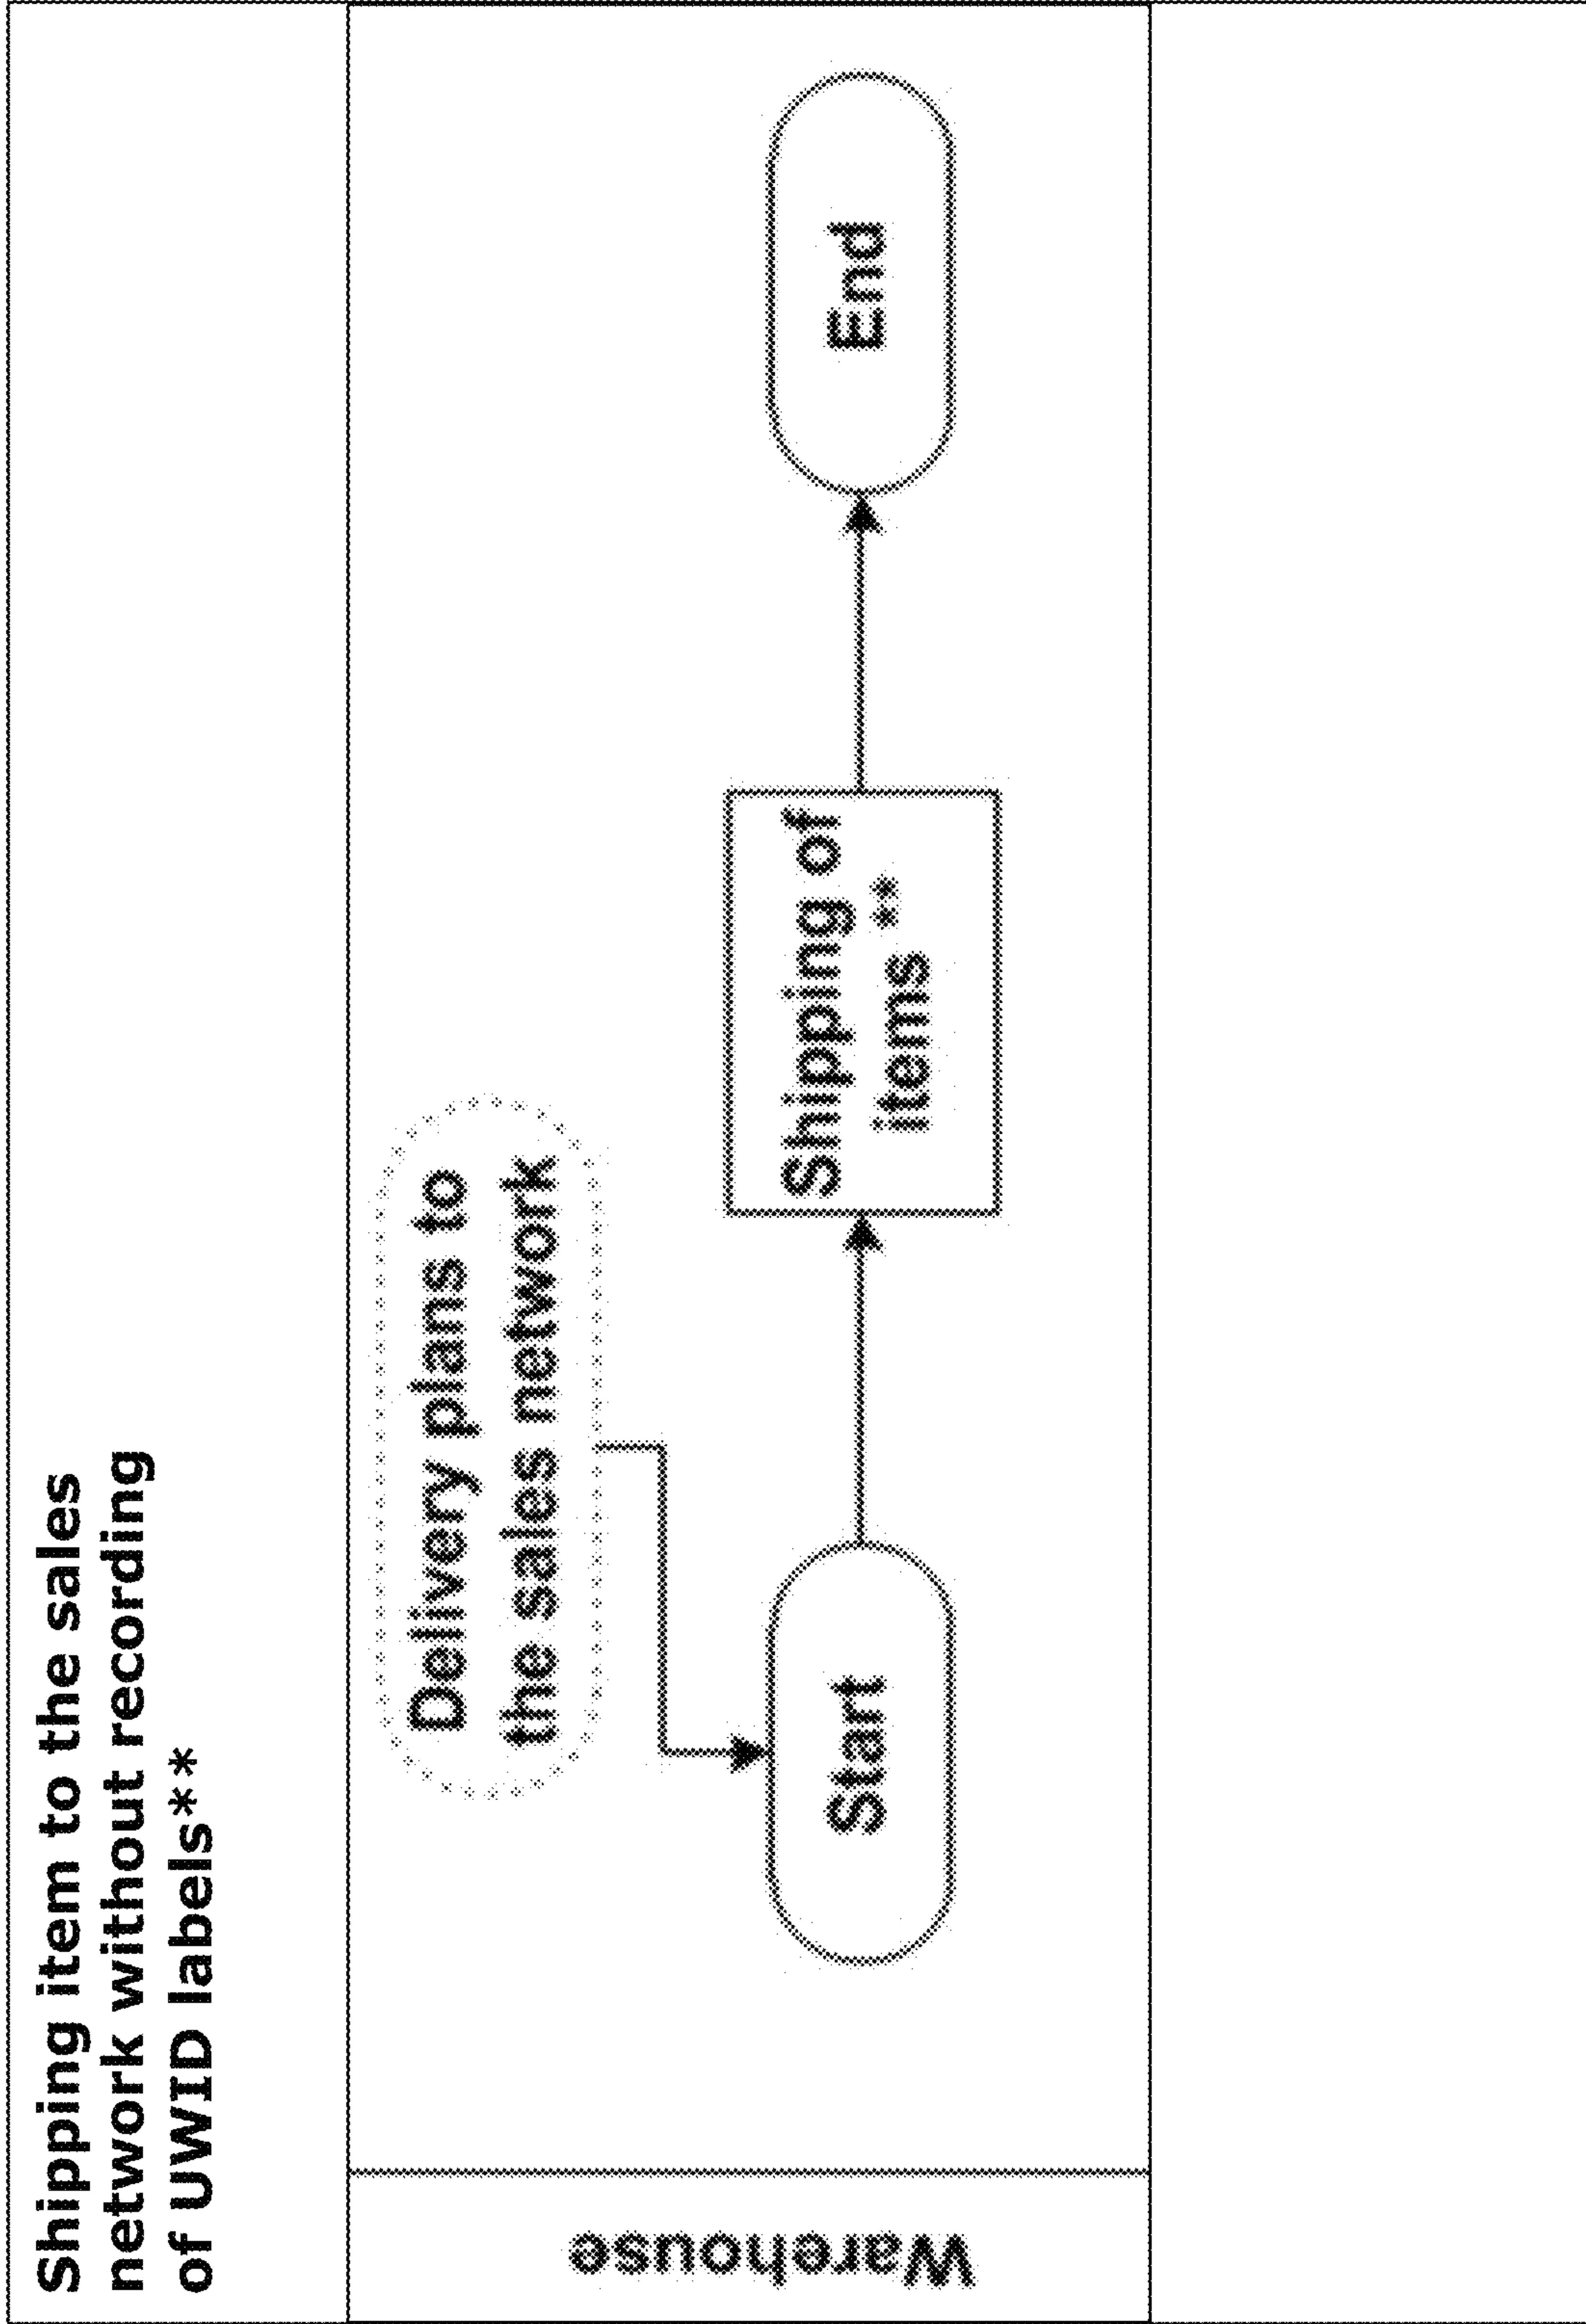 Shipping item to the sales
network without recording
of UWID labels**
Warehouse
Delivery plans to
the sales network
Start
Shipping of
items **
End